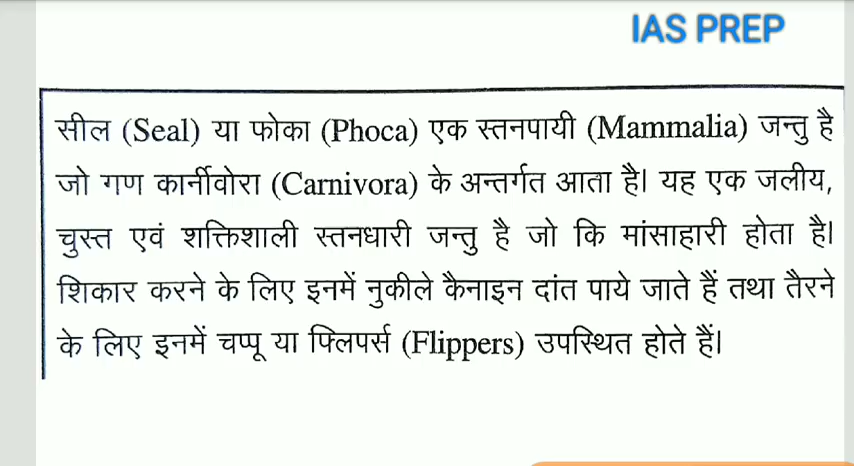 IAS PREP
सील (Seal) या फोका (Phoca) एक स्तनपायी (Mammalia) जन्तु है
जो गण कार्नीवोरा (Carnivora) के अन्तर्गत आता है। यह एक जलीय,
चुस्त एवं शक्तिशाली स्तनधारी जन्तु है जो कि मांसाहारी होता है।
शिकार करने के लिए इनमें नुकीले कैनाइन दांत पाये जाते हैं तथा तैरने
के लिए इनमें चप्पू या फ्लिपर्स (Flippers) उपस्थित होते हैं।